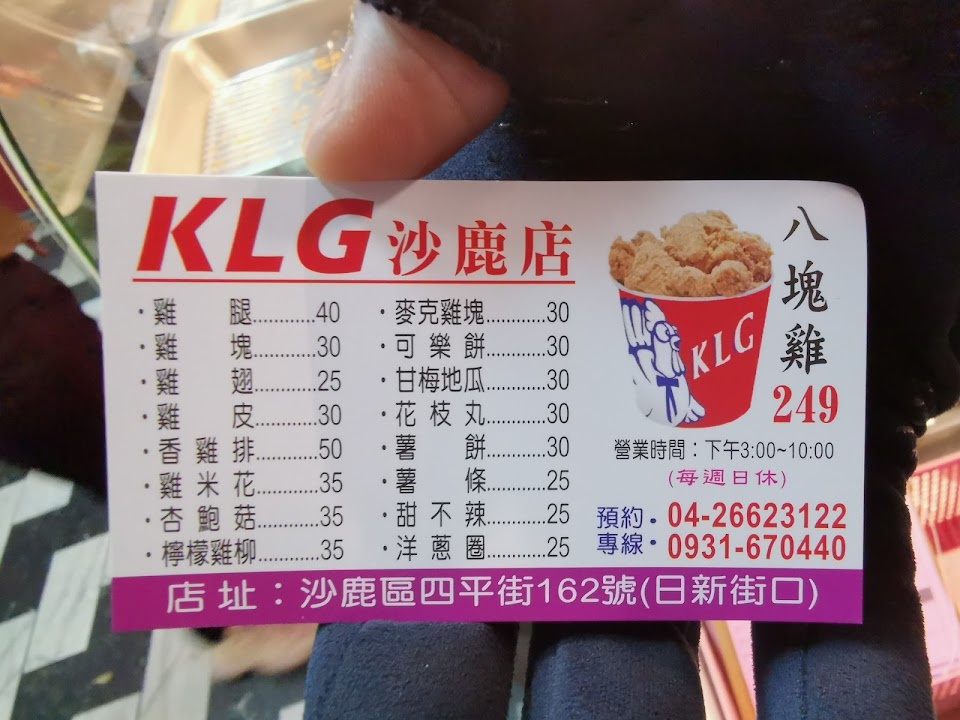 KLG 沙鹿店
·雞腿............40
·雞塊............30
·雞翅............25
·雞皮............30
·香雞排............50
·雞米花............35
·杏鮑菇............35
·檸檬雞柳............35
·麥克雞塊............30
·可樂餅............30
·甘梅地瓜............30
·花枝丸............30
·薯餅............30
·薯條............25
·甜不辣............25
·洋蔥圈............25
KLG
八塊雞
249
營業時間：下午3:00~10:00
(每週日休)
預約·04-26623122
專線·0931-670440
店址：沙鹿區四平街162號(日新街口)